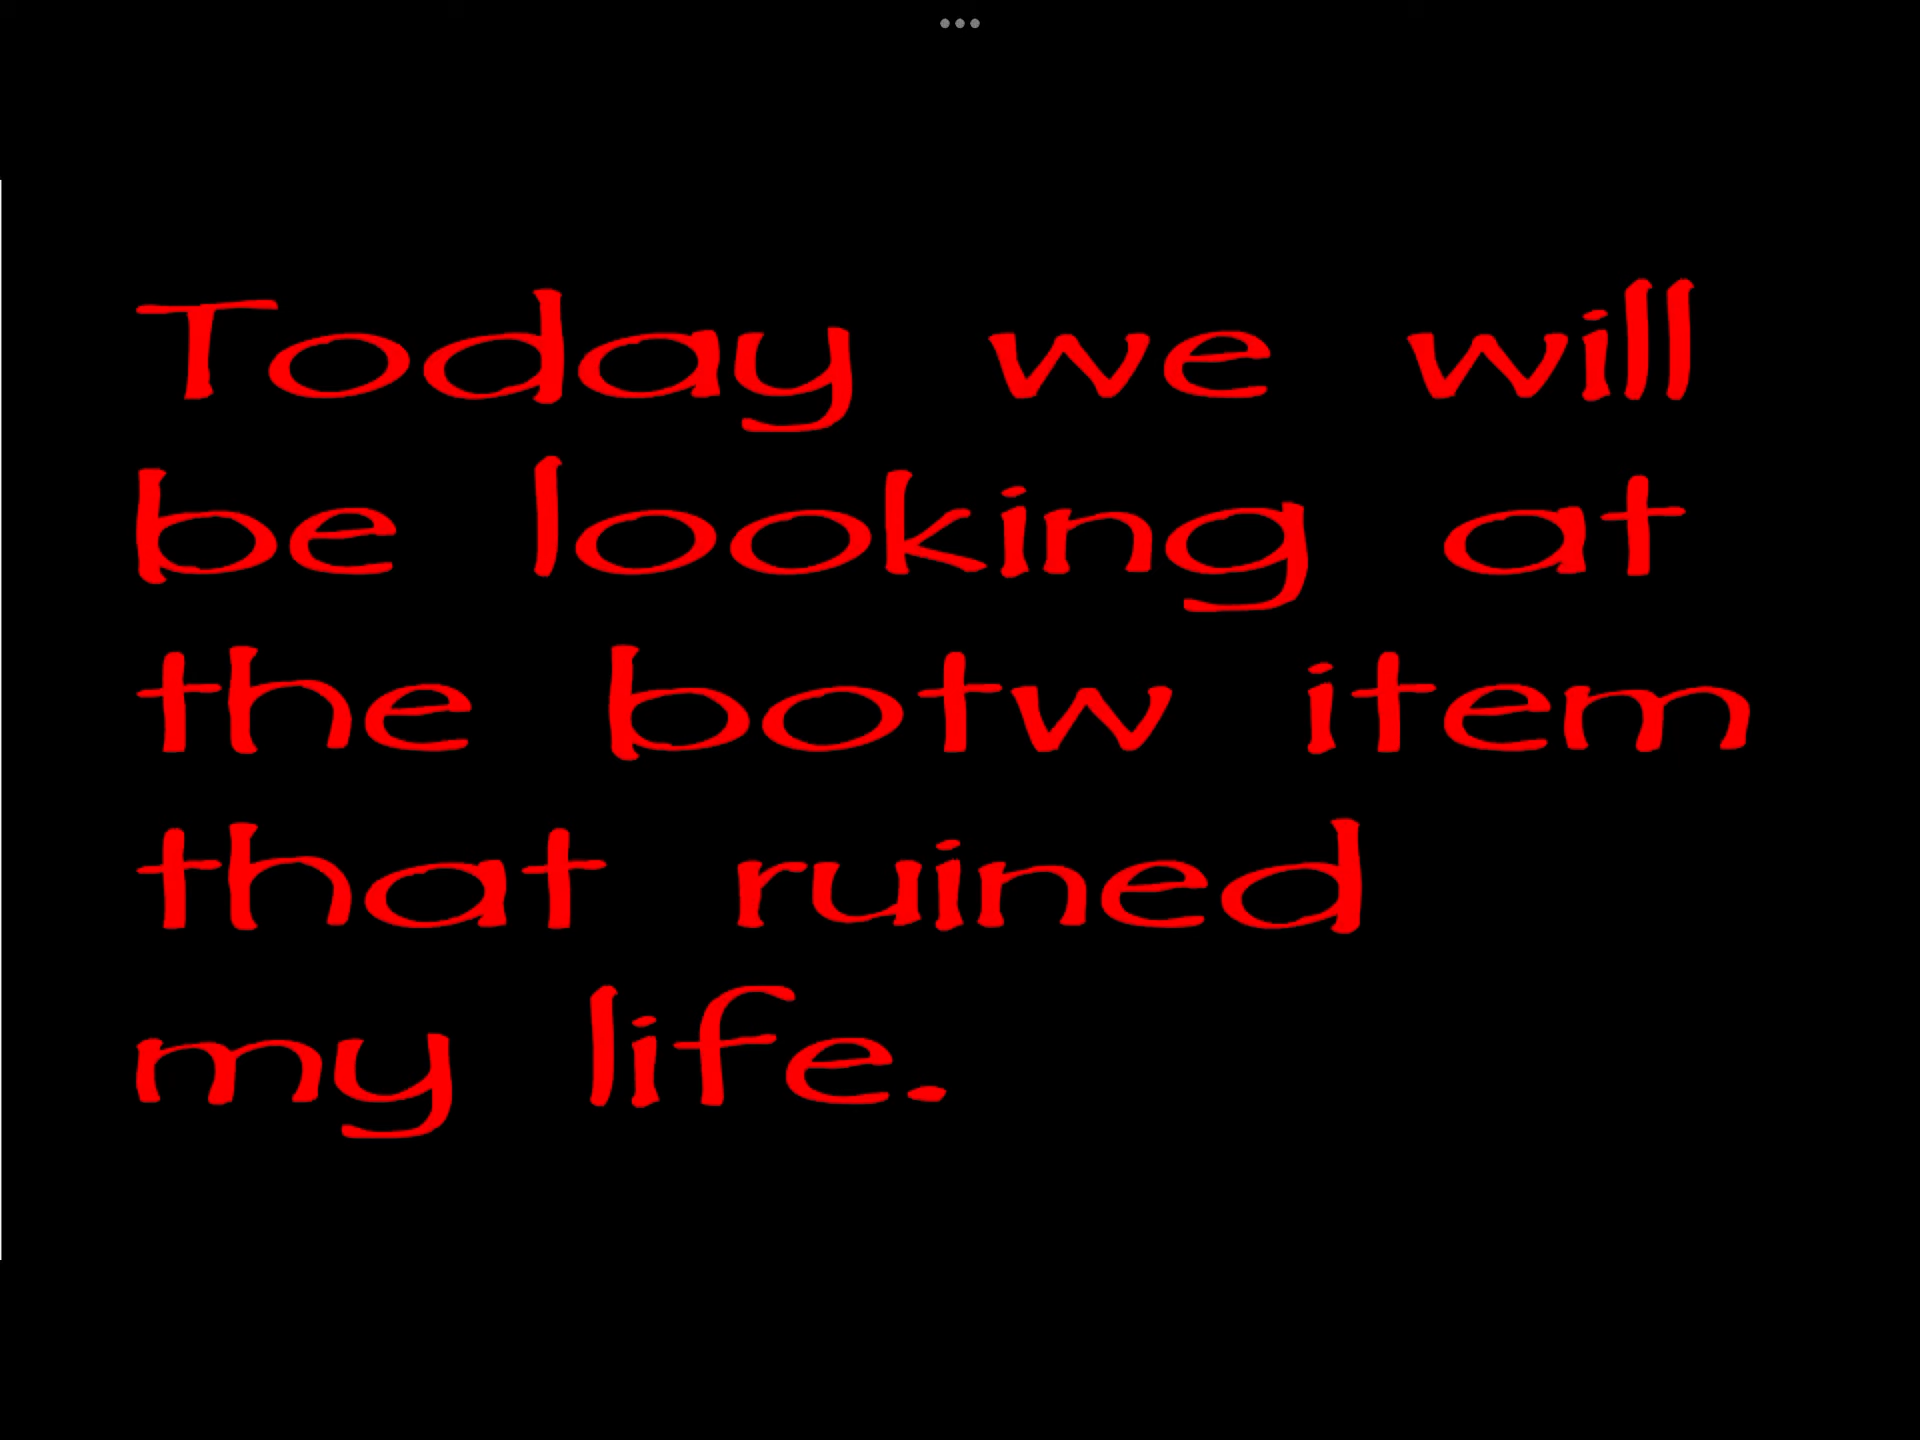 Today we will
be looking at
the botw item
that ruined
my life.